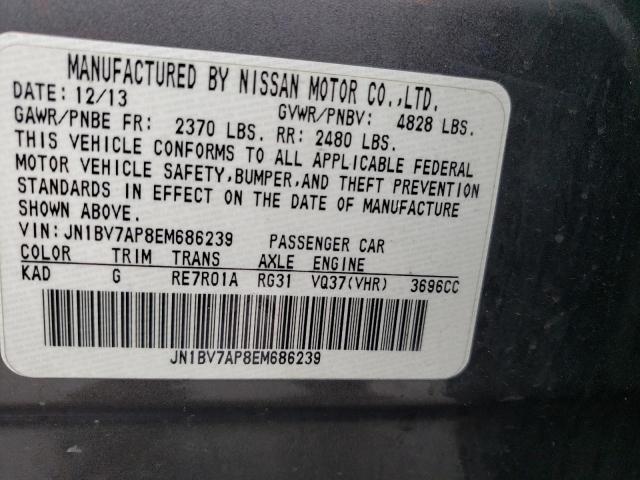 MANUFACTURED BY NISSAN MOTOR CO.,LTD.
DATE: 12/13 GVWR/PNBV: 4828 LBS.
GAWR/PNBE FR: 2370 LBS. RR: 2480 LBS.
THIS VEHICLE CONFORMS TO ALL APPLICABLE FEDERAL
MOTOR VEHICLE SAFETY,BUMPER,AND THEFT PREVENTION
STANDARDS IN EFFECT ON THE DATE OF MANUFACTURE
SHOWN ABOVE.
VIN:JN1BV7AP8EM686239 PASSENGER CAR
COLOR TRIM TRANS AXLE ENGINE
KAD G RE7R01A RG31 VQ37(VHR) 3696CC
JN1BV7AP8EM686239